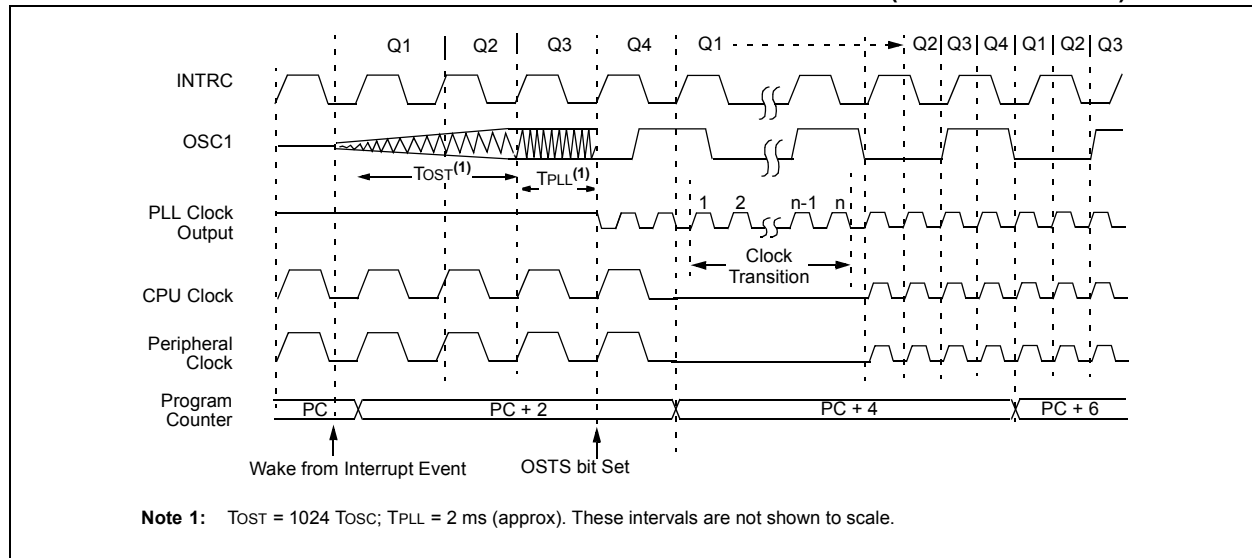 Q1 Q2 Q3 Q4 Q1 Q2 Q3 Q4 Q1 Q2 Q3
INTRC
OSC1
TOST(1) TPLL(1)
PLL Clock
Output
1 2 n-1 n
Clock
Transition
CPU Clock
Peripheral
Clock
Program
Counter
PC PC + 2 PC + 4 PC + 6
Wake from Interrupt Event OSTS bit Set
Note 1: TOST = 1024 TOSC; TPLL = 2 ms (approx). These intervals are not shown to scale.